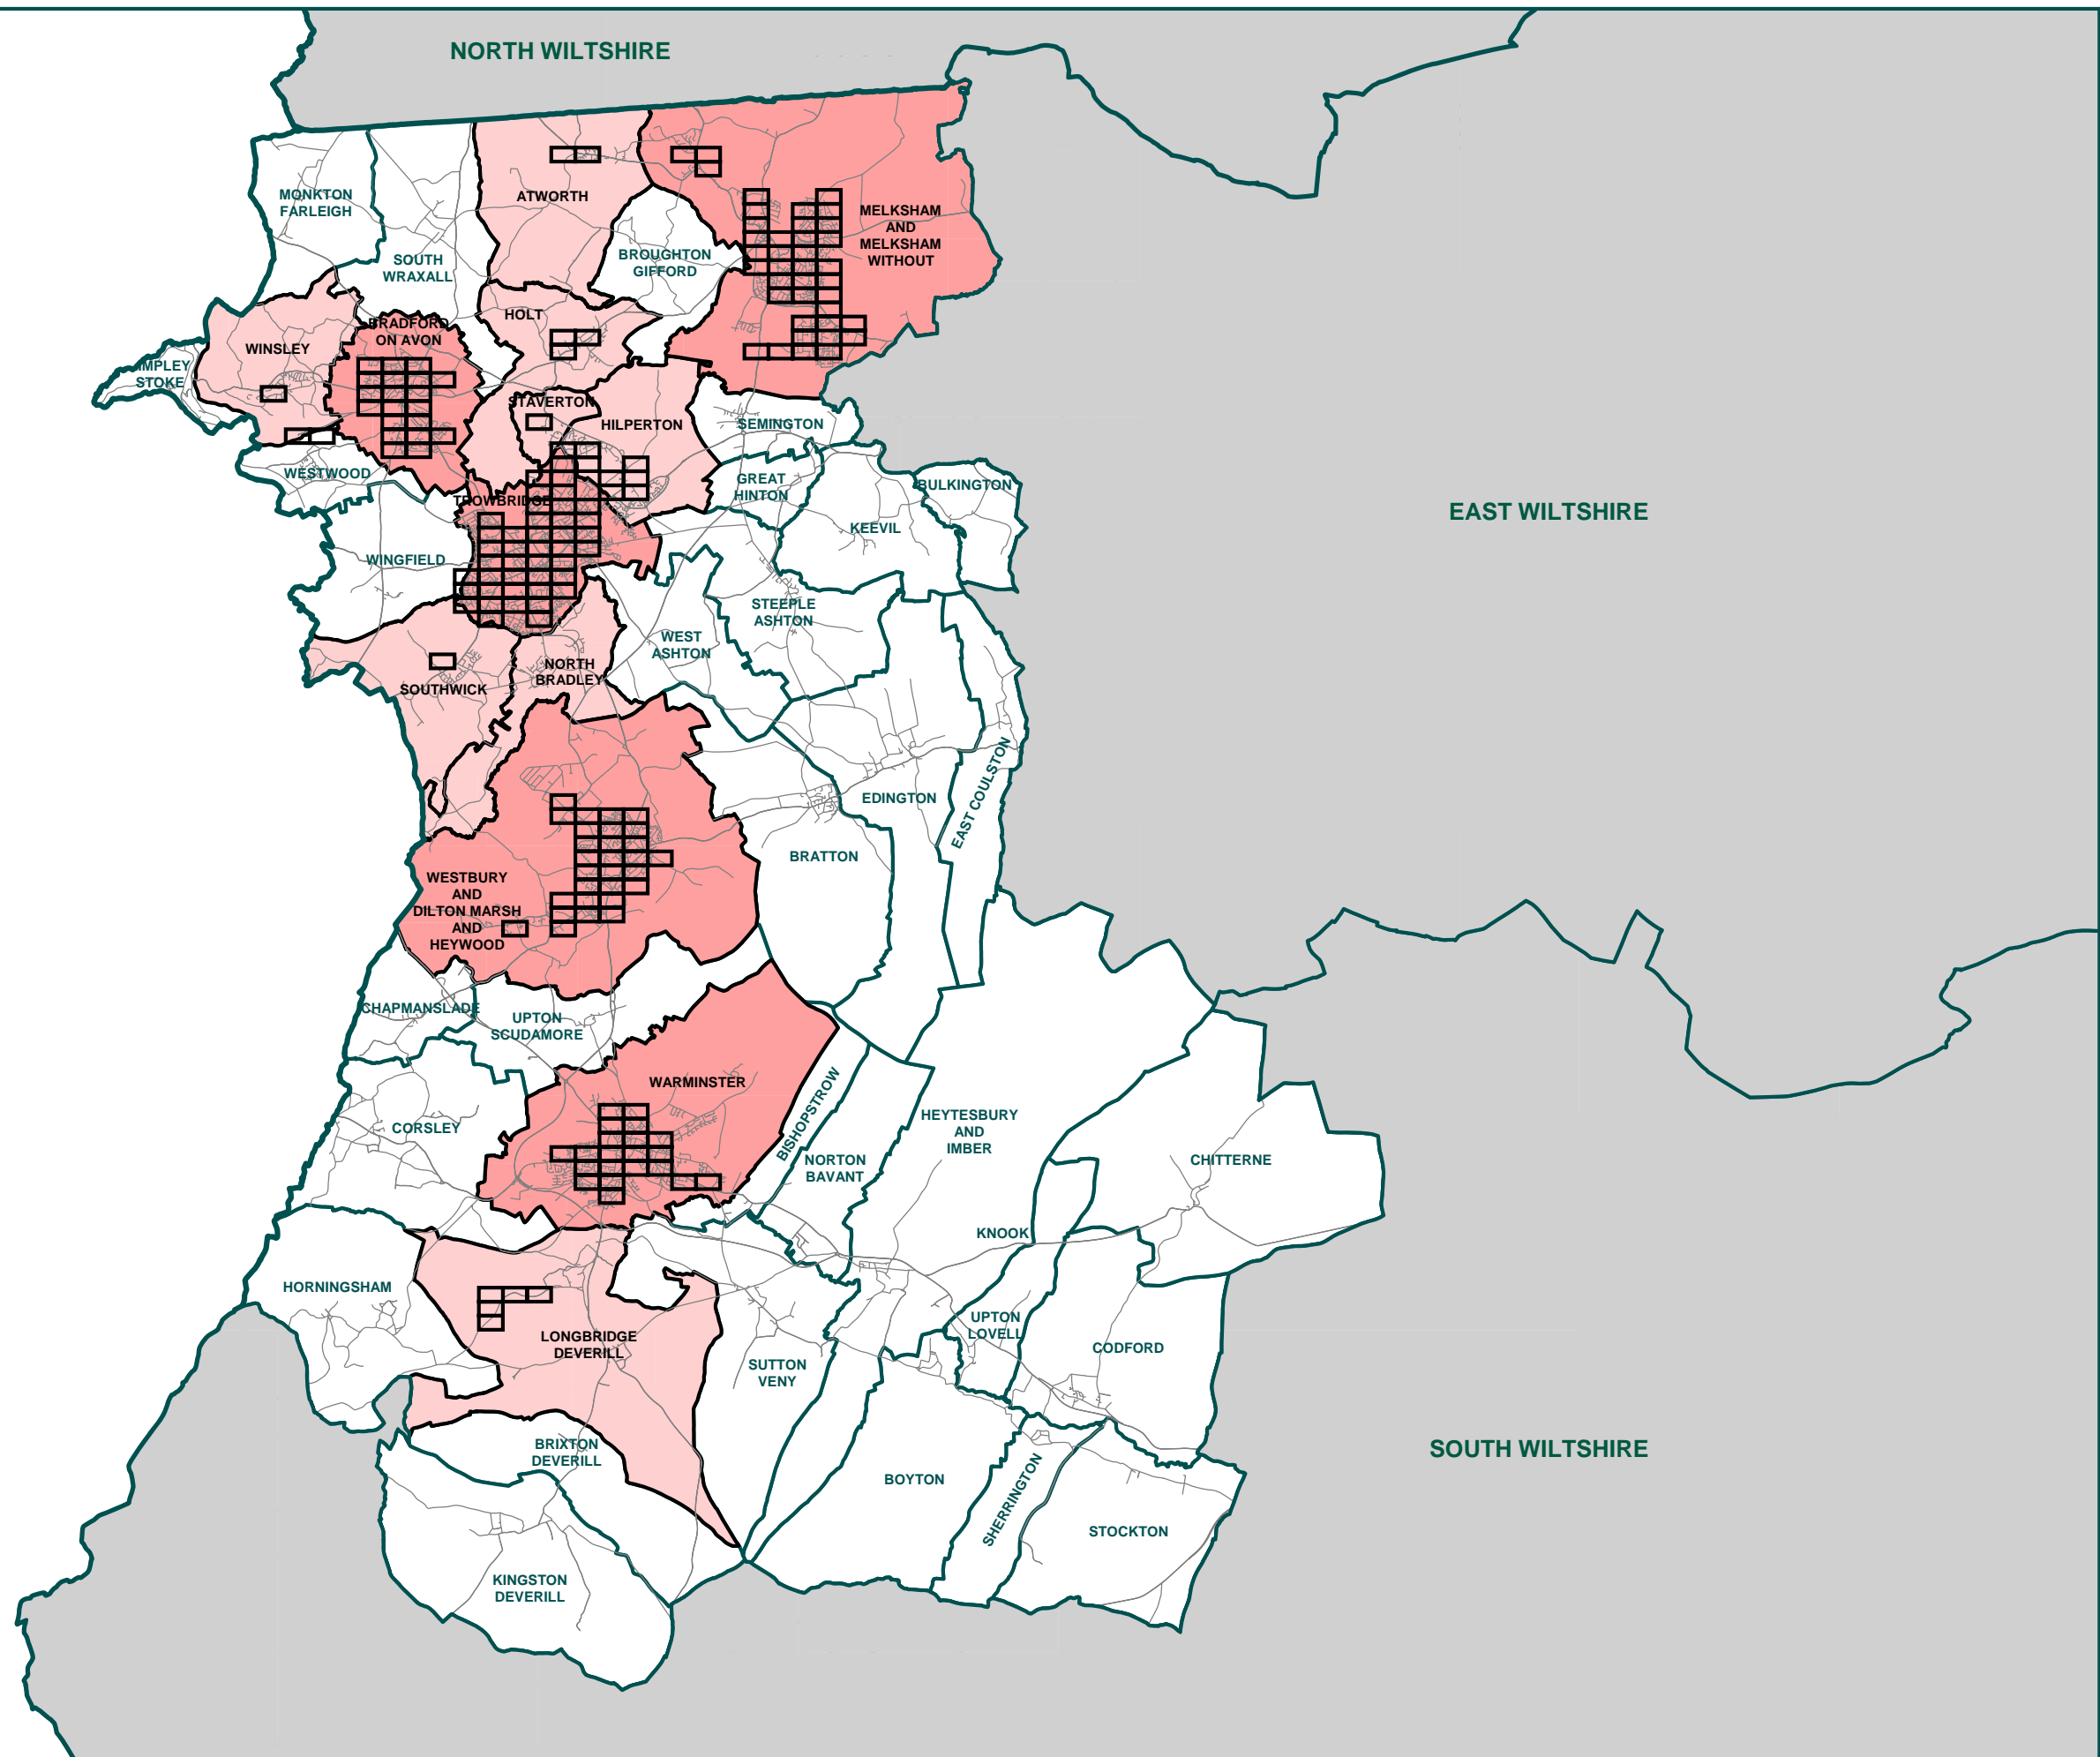 NORTH WILTSHIRE
MONKTON
FARLEIGH
ATWORTH
MELKSHAM
AND
MELKSHAM
WITHOUT
SOUTH
WRAXALL
BROUGHTON
GIFFORD
HOLT
BRADFORD
ON AVON
WINSLEY
IMPLEY
STOKE
STAVERTON
HILPERTON
SEMINGTON
WESTWOOD
GREAT
HINTON
BULKINGTON
TROWBRIDGE
EAST WILTSHIRE
KEEVIL
WINGFIELD
STEEPLE
ASHTON
WEST
ASHTON
NORTH
BRADLEY
SOUTHWICK
EDINGTON
EAST COULSTON
BRATTON
WESTBURY
AND
DILTON MARSH
AND
HEYWOOD
CHAPMANSLADE
UPTON
SCUDAMORE
WARMINSTER
BISHOPSTROW
HEYTESBURY
AND
IMBER
CORSLEY
NORTON
BAVANT
CHITTERNE
KNOOK
HORNINGSHAM
LONGBRIDGE
DEVERILL
UPTON
LOVELL
CODFORD
SUTTON
VENY
BRIXTON
DEVERILL
SOUTH WILTSHIRE
BOYTON
SHERRINGTON
STOCKTON
KINGSTON
DEVERILL